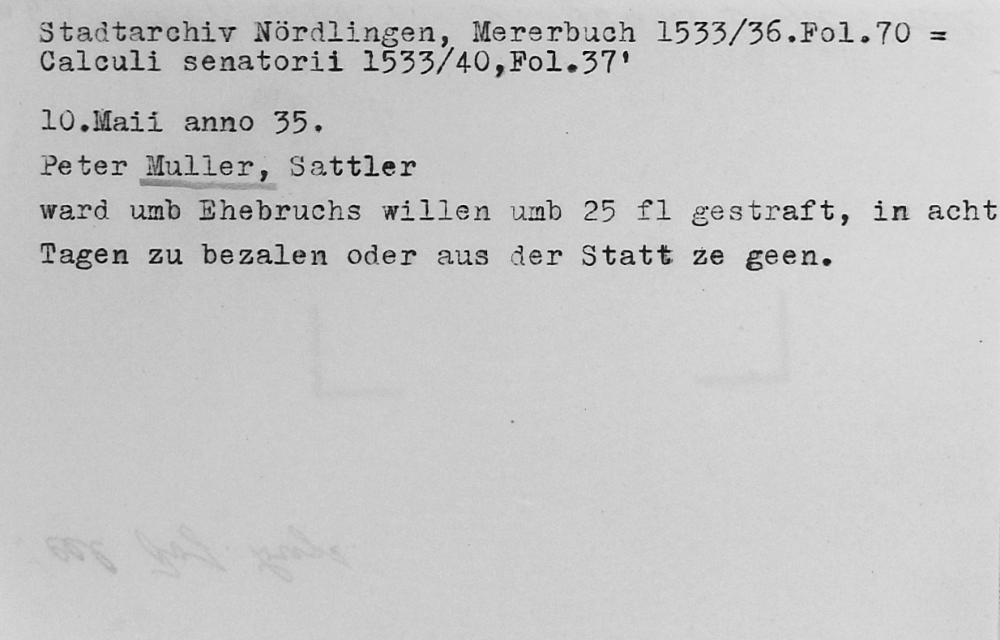 Stadtarchiv Nördlingen, Mererbuch 1533/36.Fol.70 =
Calculi senatorii 1533/40,Fol.37'
10.Maii anno 35.
Peter Muller, Sattler
ward umb Ehebruchs willen umb 25 fl gestraft, in acht
Tagen zu bezalen oder aus der Statt ze geen.